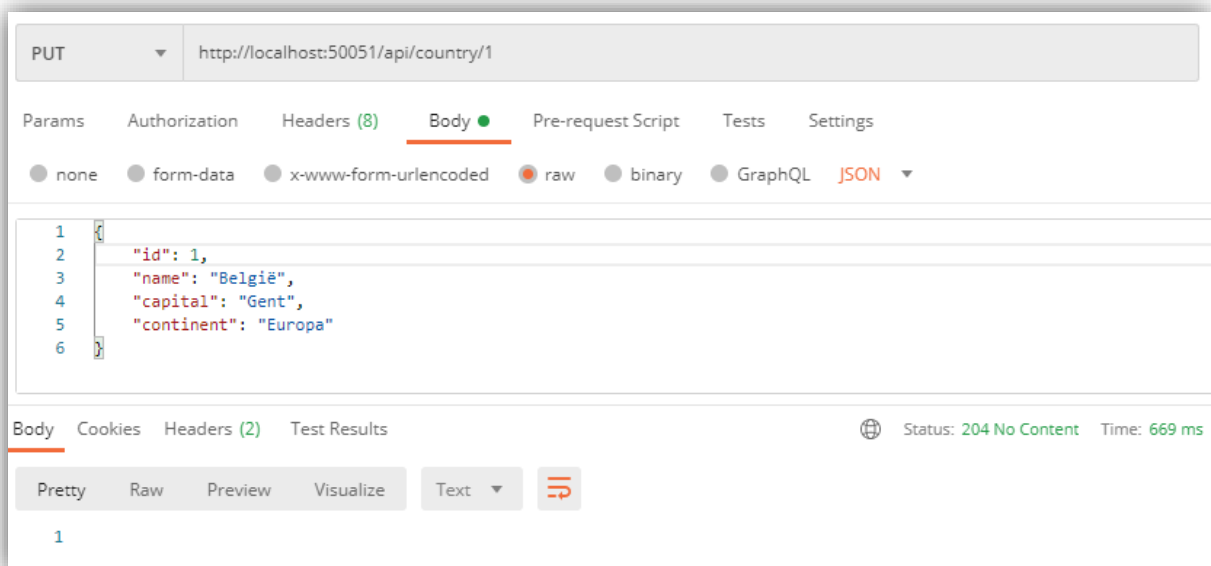 PUT http://localhost:50051/api/country/1
Params Authorization Headers (8) Body Pre-request Script Tests Settings
none form-data x-www-form-urlencoded raw binary GraphQL JSON
1 {
2 "id": 1,
3 "name": "België",
4 "capital": "Gent",
5 "continent": "Europa"
6 }
Body Cookies Headers (2) Test Results Status: 204 No Content Time: 669 ms
Pretty Raw Preview Visualize Text
1